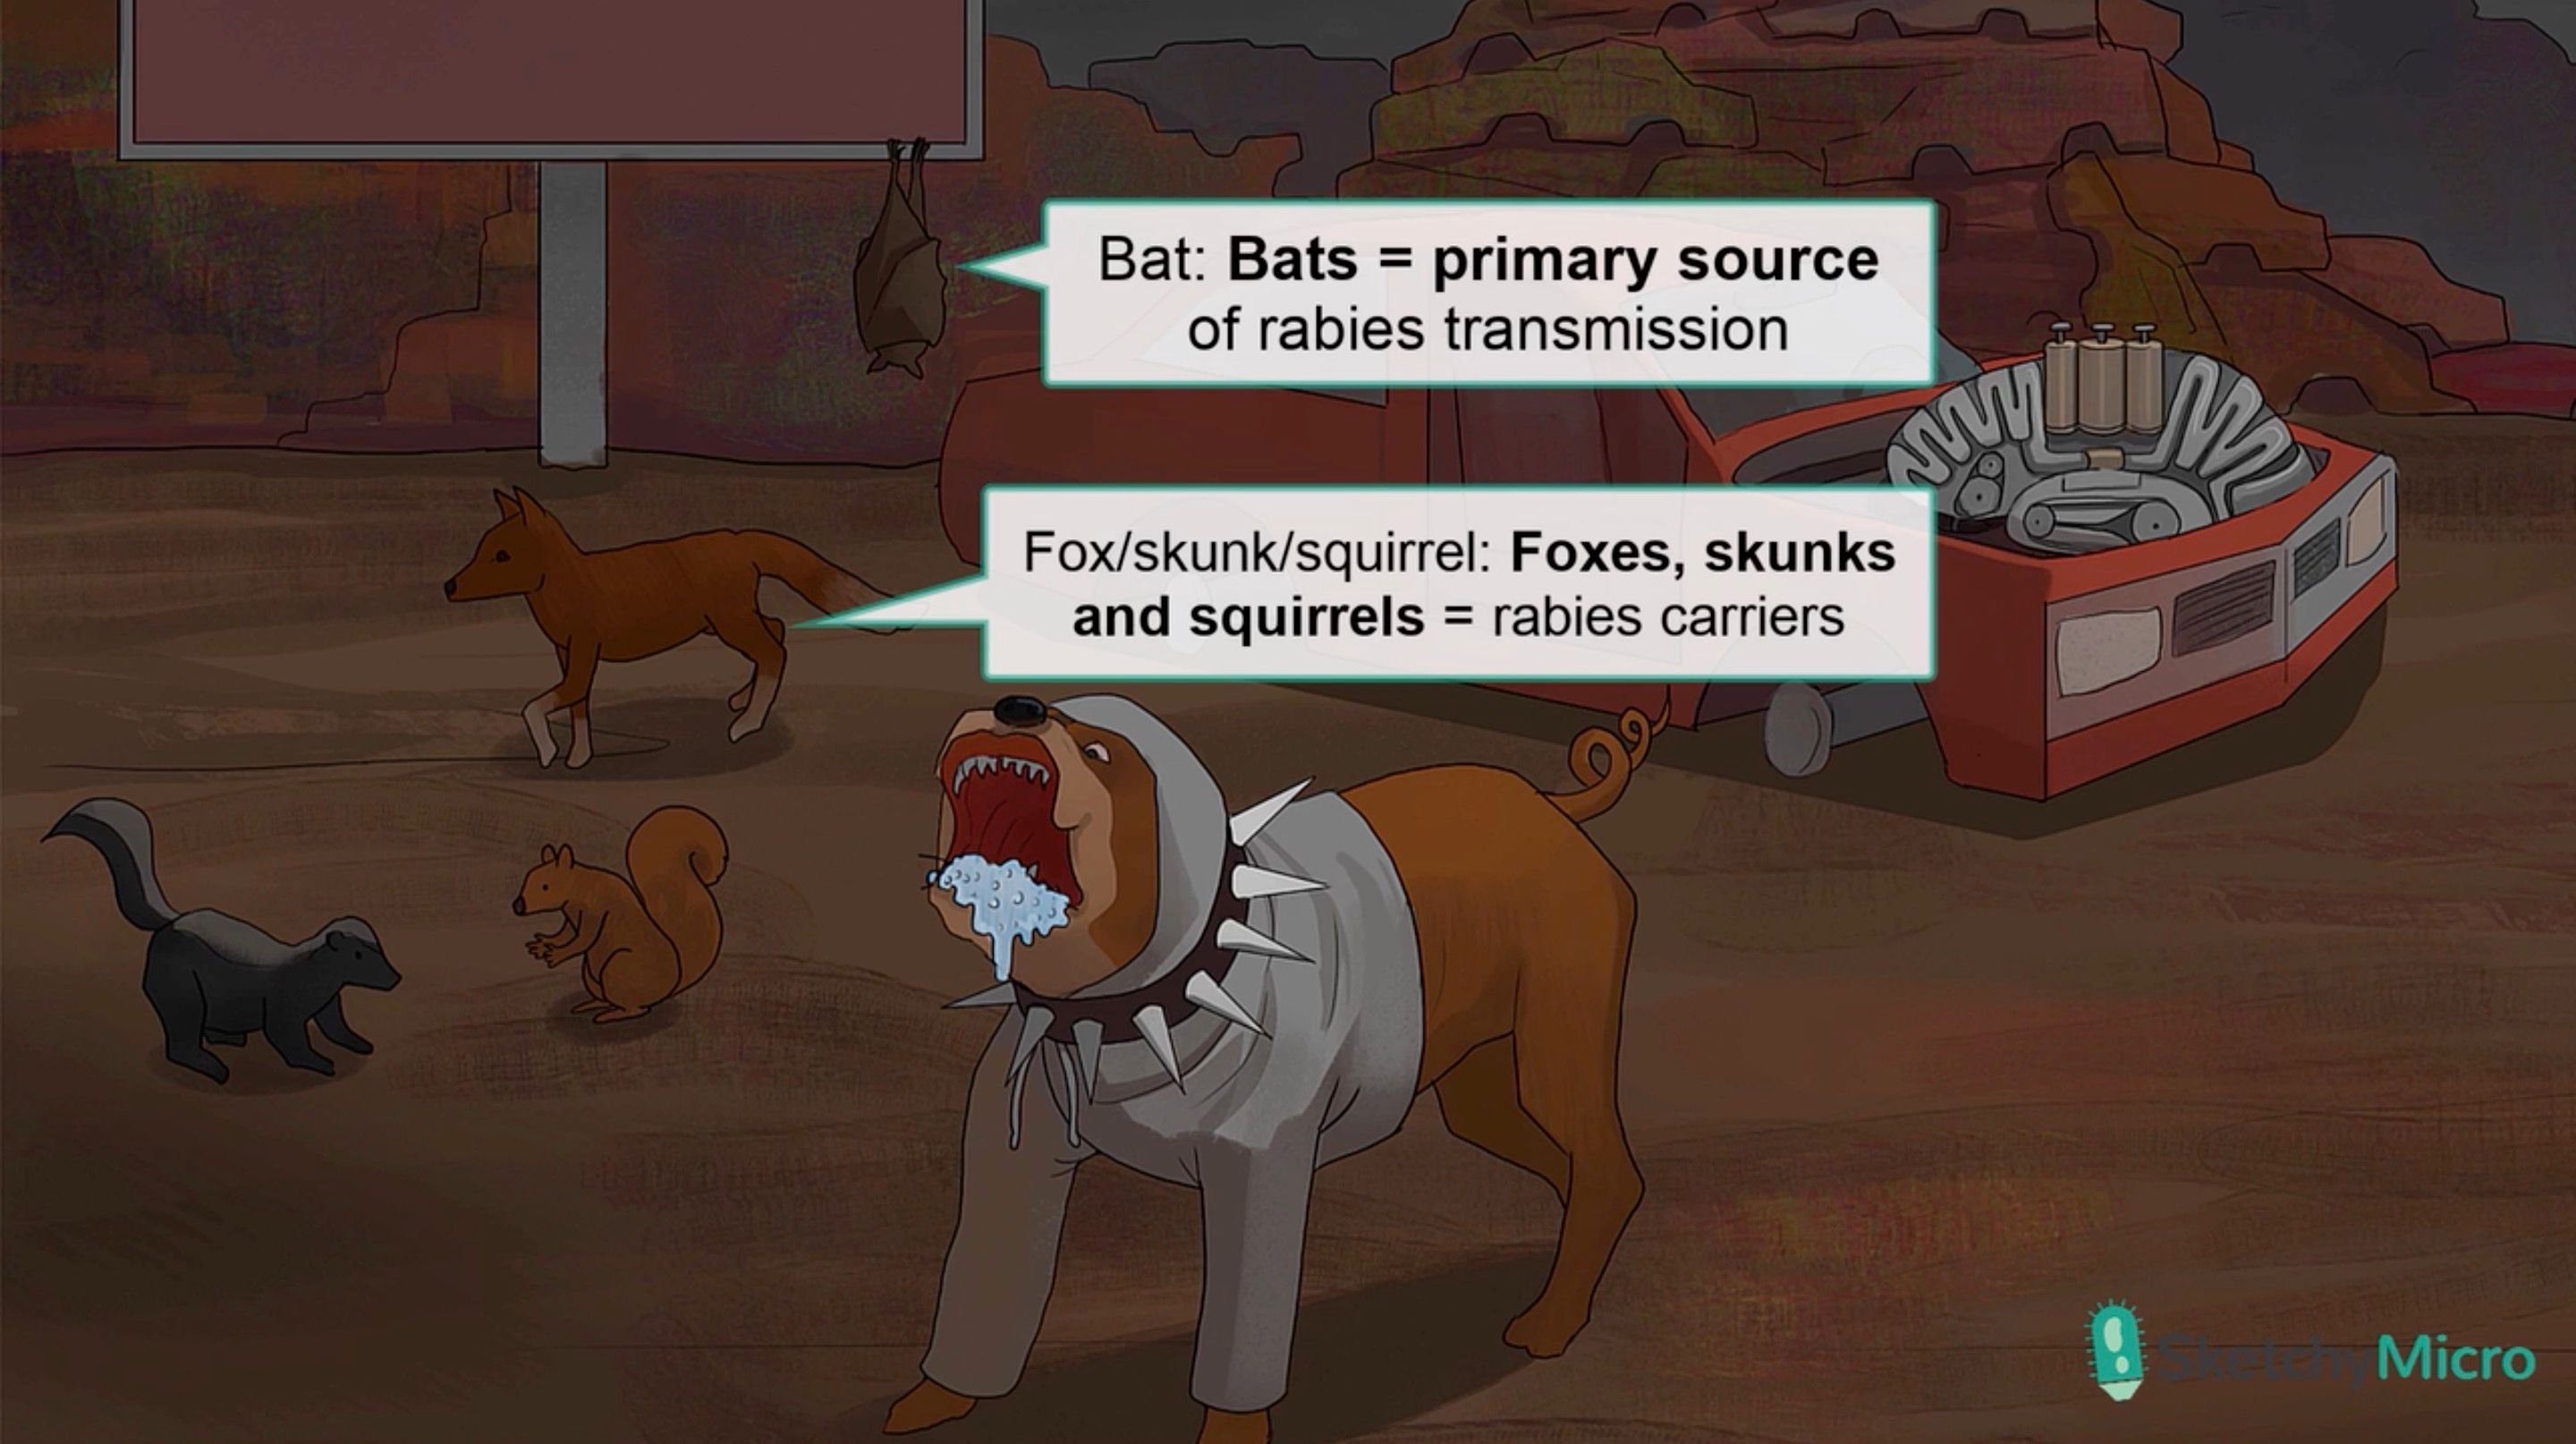 Bat: Bats = primary source
of rabies transmission
Fox/skunk/squirrel: Foxes, skunks
and squirrels = rabies carriers
SketchyMicro